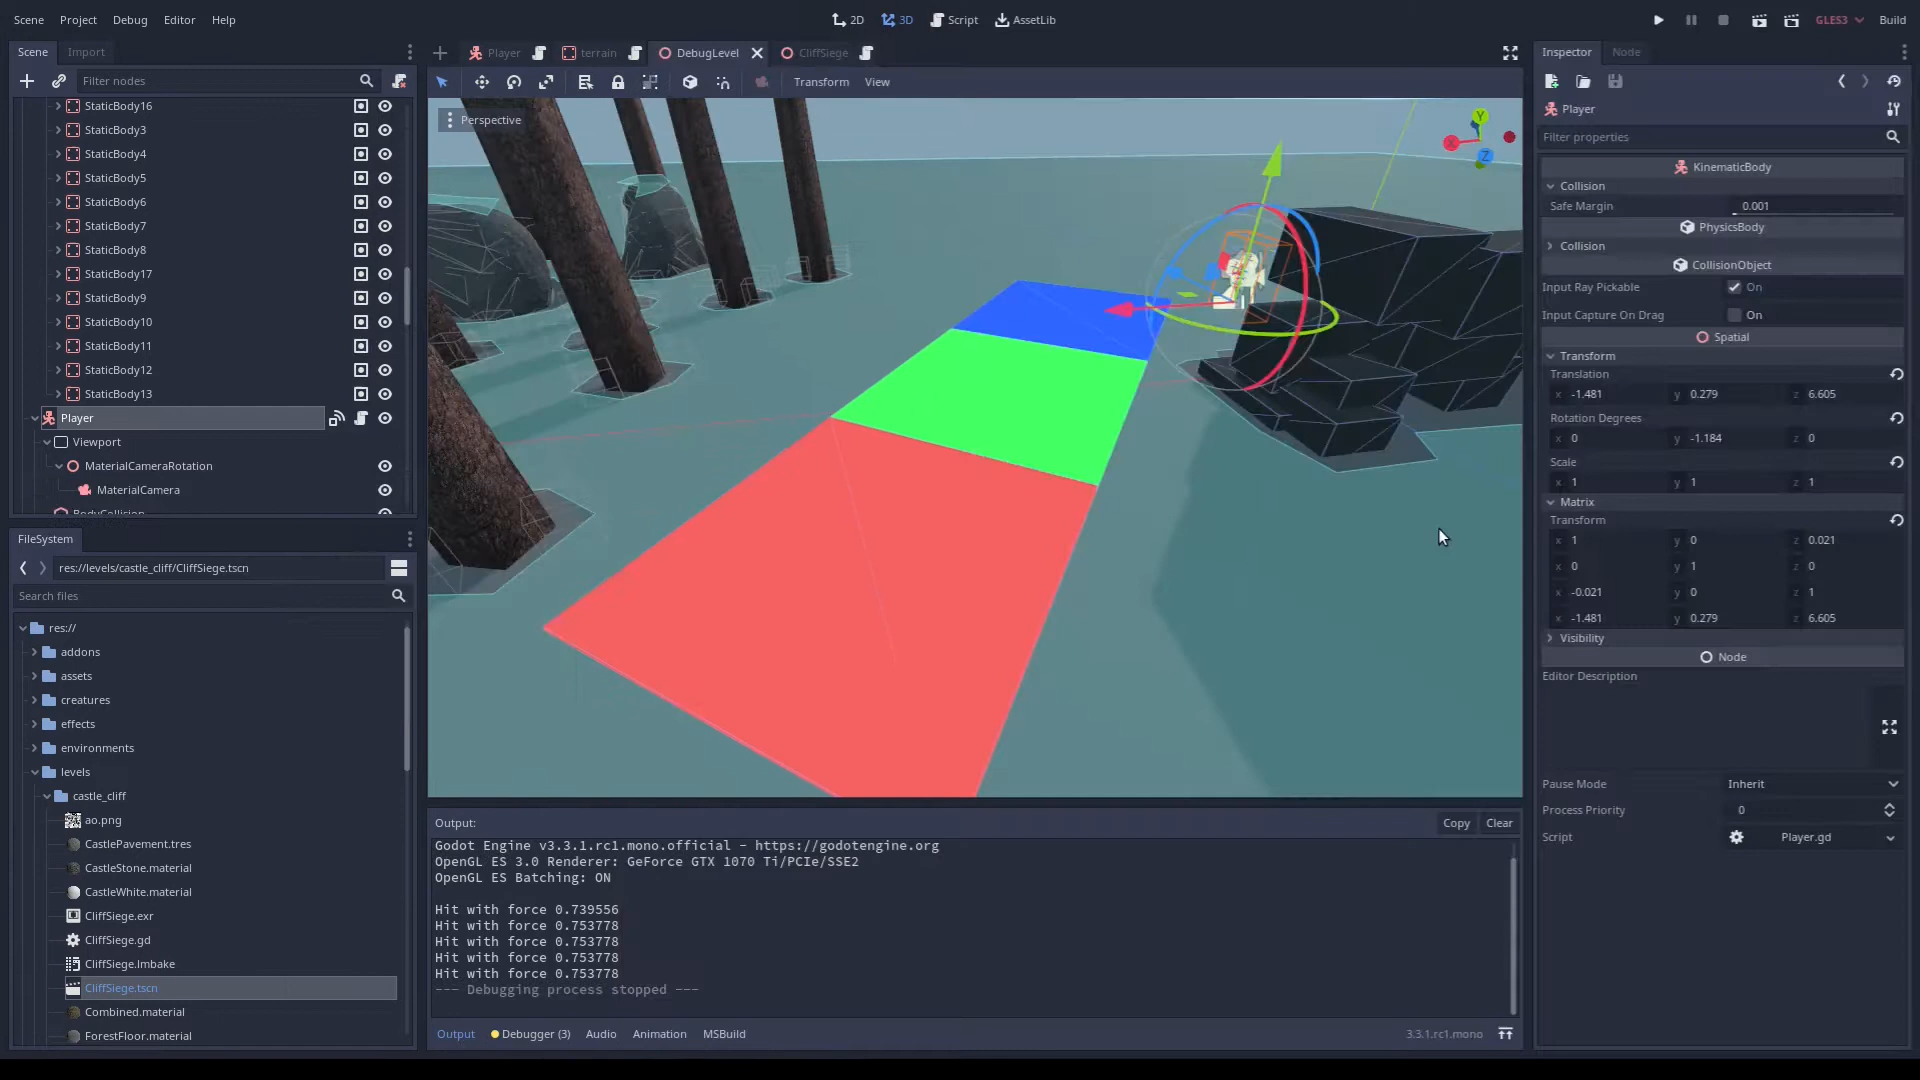 Scene Project Debug Editor Help
2D 3D Script AssetLib
GLES3 Build
Scene Import
Filter nodes
StaticBody16
StaticBody3
StaticBody4
StaticBody5
StaticBody6
StaticBody7
StaticBody8
StaticBody17
StaticBody9
StaticBody10
StaticBody11
StaticBody12
StaticBody13
Player
Viewport
MaterialCameraRotation
MaterialCamera
BodyCollision
FileSystem
res://levels/castle_cliff/CliffSiege.tscn
Search files
res://
addons
assets
creatures
effects
environments
levels
castle_cliff
ao.png
CastlePavement.tres
CastleStone.material
CastleWhite.material
CliffSiege.exr
CliffSiege.gd
CliffSiege.lmbake
CliffSiege.tscn
Combined.material
ForestFloor.material
Player terrain DebugLevel CliffSiege
Transform View
Perspective
Y
X
Z
Output:
Copy Clear
Godot Engine v3.3.1.rc1.mono.official - https://godotengine.org
OpenGL ES 3.0 Renderer: GeForce GTX 1070 Ti/PCIe/SSE2
OpenGL ES Batching: ON
Hit with force 0.739556
Hit with force 0.753778
Hit with force 0.753778
Hit with force 0.753778
Hit with force 0.753778
--- Debugging process stopped ---
Output Debugger (3) Audio Animation MSBuild
3.3.1.rc1.mono
Inspector Node
Player
Filter properties
KinematicBody
Collision
Safe Margin 0.001
PhysicsBody
Collision
CollisionObject
Input Ray Pickable On
Input Capture On Drag On
Spatial
Transform
Translation
x -1.481 y 0.279 z 6.605
Rotation Degrees
x 0 y -1.184 z 0
Scale
x 1 y 1 z 1
Matrix
Transform
x 1 y 0 z 0.021
x 0 y 1 z 0
x -0.021 y 0 z 1
x -1.481 y 0.279 z 6.605
Visibility
Node
Editor Description
Pause Mode Inherit
Process Priority 0
Script Player.gd